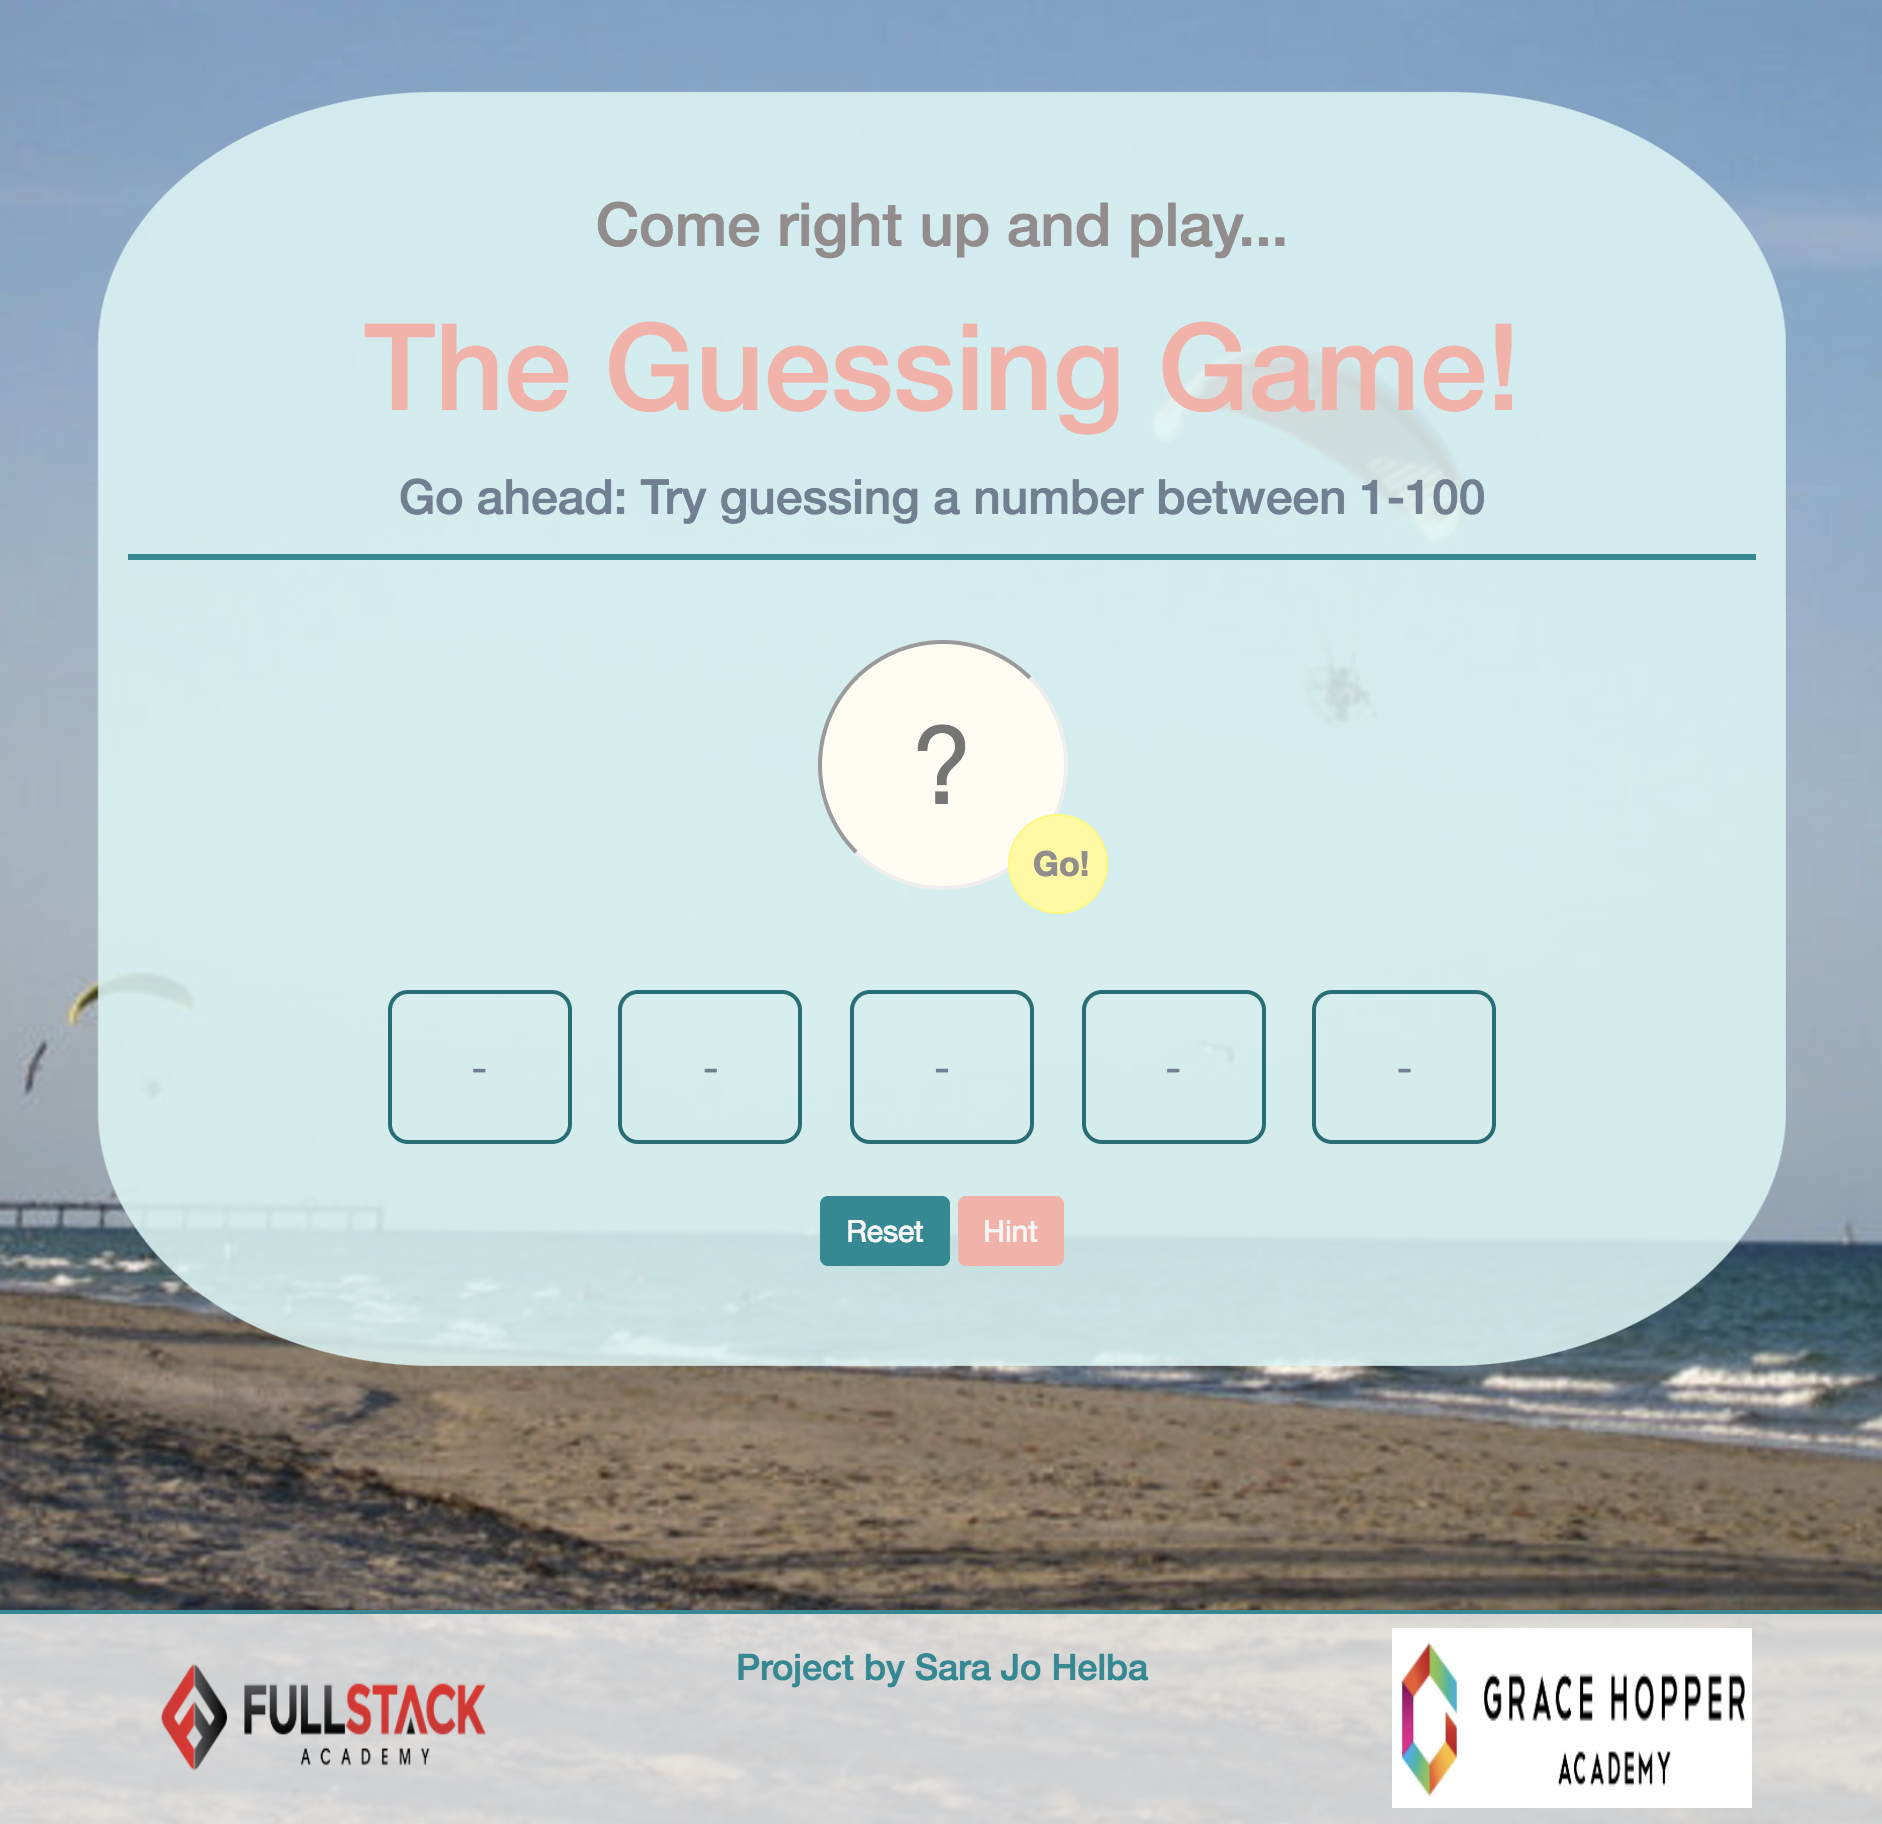 Come right up and play...
The Guessing Game!
Go ahead: Try guessing a number between 1-100
?
Go!
- - - - -
Reset Hint
Project by Sara Jo Helba
FULLSTACK
ACADEMY
GRACE HOPPER
ACADEMY